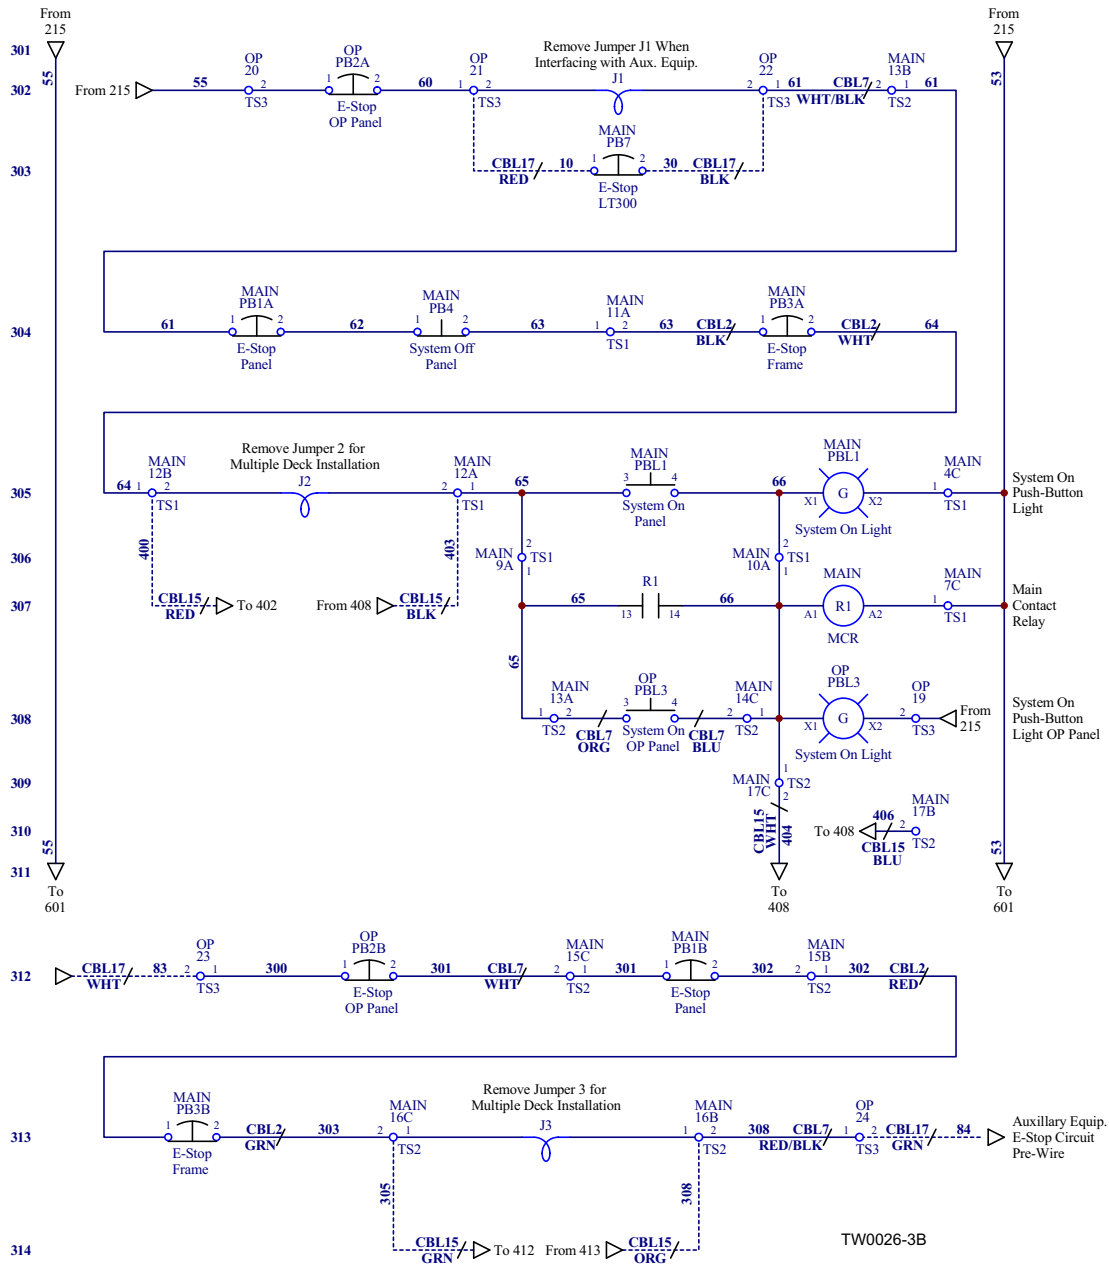 From
215
From
215
301
55
53
Remove Jumper J1 When
Interfacing with Aux. Equip.
302
From 215
55
OP
20
1 2
TS3
OP
PB2A
1 2
E-Stop
OP Panel
60
OP
21
1 2
TS3
J1
OP
22
2 1
TS3
61
CBL7
WHT/BLK
MAIN
13B
2 1
TS2
61
303
CBL17
RED
10
MAIN
PB7
1 2
E-Stop
LT300
30
CBL17
BLK
304
61
MAIN
PB1A
1 2
E-Stop
Panel
62
MAIN
PB4
1 2
System Off
Panel
63
MAIN
11A
1 2
TS1
63
CBL2
BLK
MAIN
PB3A
1 2
E-Stop
Frame
CBL2
WHT
64
305
64
MAIN
12B
1 2
TS1
Remove Jumper 2 for
Multiple Deck Installation
J2
MAIN
12A
2 1
TS1
65
MAIN
PBL1
3 4
System On
Panel
66
MAIN
PBL1
G
X1 X2
System On Light
MAIN
4C
1
TS1
System On
Push-Button
Light
306
400
403
MAIN
9A
2
TS1
1
MAIN
10A
2
TS1
1
307
CBL15
RED
To 402
From 408
CBL15
BLK
65
R1
13 14
66
MAIN
R1
A1 A2
MCR
MAIN
7C
1
TS1
Main
Contact
Relay
65
308
MAIN
13A
1 2
TS2
CBL7
ORG
OP
PBL3
3 4
System On
OP Panel
CBL7
BLU
MAIN
14C
2 1
TS2
OP
PBL3
G
X1 X2
System On Light
OP
19
2
TS3
From
215
System On
Push-Button
Light OP Panel
309
MAIN
17C
1
TS2
2
310
CBL15
WHT
404
To 408
406
CBL15
BLU
MAIN
17B
2
TS2
311
55
53
To
601
To
408
To
601
312
CBL17
WHT
83
OP
23
2 1
TS3
300
OP
PB2B
1 2
E-Stop
OP Panel
301
CBL7
WHT
MAIN
15C
2 1
TS2
301
MAIN
PB1B
1 2
E-Stop
Panel
302
MAIN
15B
2 1
TS2
302
CBL2
RED
313
MAIN
PB3B
1 2
E-Stop
Frame
CBL2
GRN
303
MAIN
16C
2 1
TS2
Remove Jumper 3 for
Multiple Deck Installation
J3
MAIN
16B
1 2
TS2
308
CBL7
RED/BLK
OP
24
1 2
TS3
CBL17
GRN
84
Auxillary Equip.
E-Stop Circuit
Pre-Wire
305
308
314
CBL15
GRN
To 412
From 413
CBL15
ORG
TW0026-3B